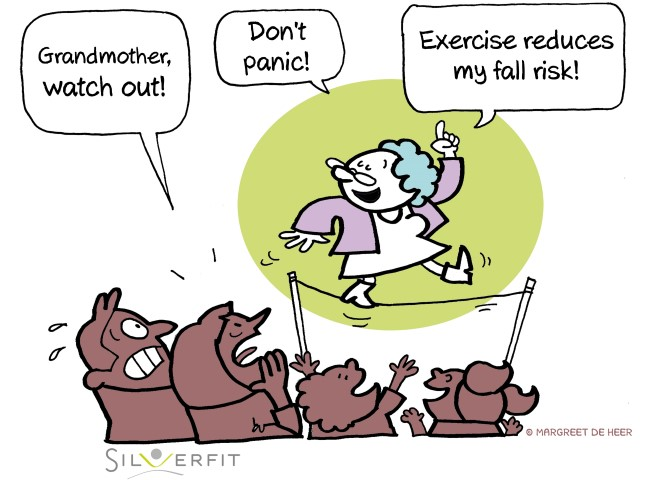 Grandmother,
watch out!
Don't
panic!
Exercise reduces
my fall risk!
© MARGREET DE HEER
SILVERFIT